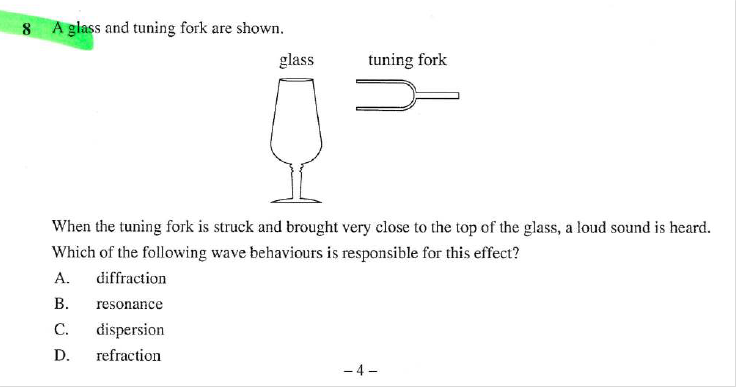 8 A glass and tuning fork are shown.
glass tuning fork
When the tuning fork is struck and brought very close to the top of the glass, a loud sound is heard.
Which of the following wave behaviours is responsible for this effect?
A. diffraction
B. resonance
C. dispersion
D. refraction
– 4 –